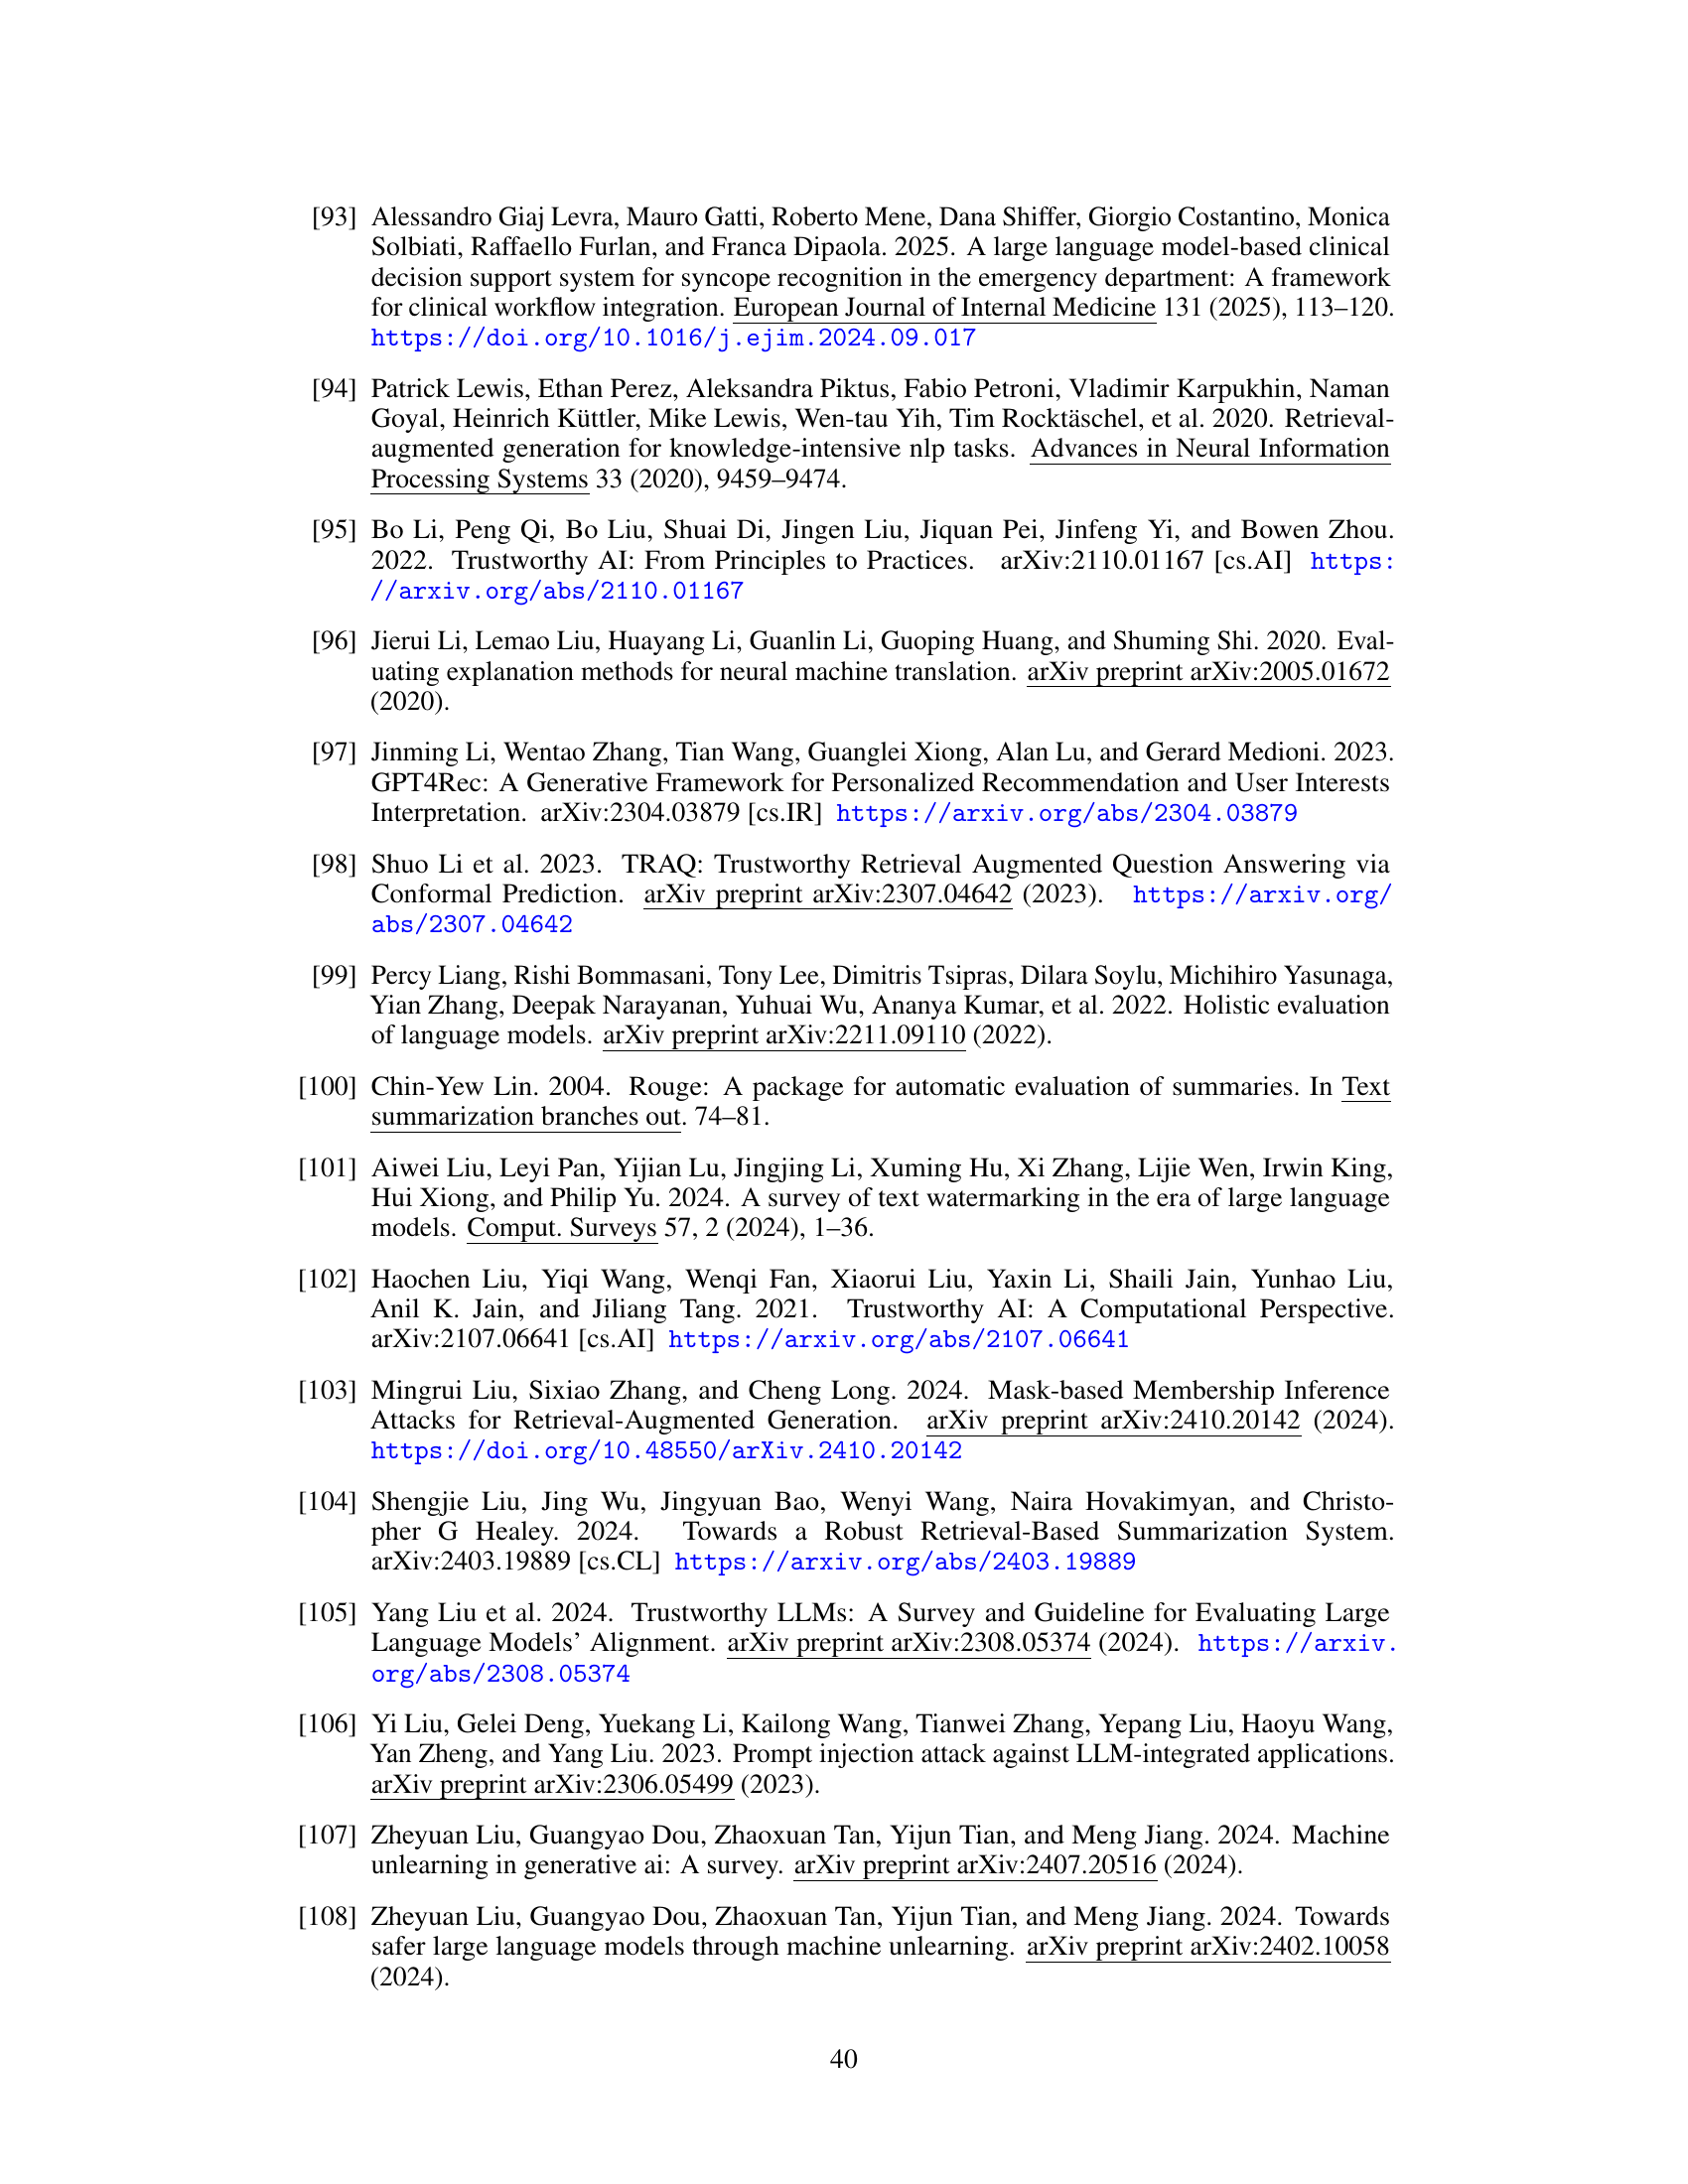 [93] Alessandro Giaj Levra, Mauro Gatti, Roberto Mene, Dana Shiffer, Giorgio Costantino, Monica
Solbiati, Raffaello Furlan, and Franca Dipaola. 2025. A large language model-based clinical
decision support system for syncope recognition in the emergency department: A framework
for clinical workflow integration. European Journal of Internal Medicine 131 (2025), 113–120.
https://doi.org/10.1016/j.ejim.2024.09.017
[94] Patrick Lewis, Ethan Perez, Aleksandra Piktus, Fabio Petroni, Vladimir Karpukhin, Naman
Goyal, Heinrich Küttler, Mike Lewis, Wen-tau Yih, Tim Rocktäschel, et al. 2020. Retrieval-
augmented generation for knowledge-intensive nlp tasks. Advances in Neural Information
Processing Systems 33 (2020), 9459–9474.
[95] Bo Li, Peng Qi, Bo Liu, Shuai Di, Jingen Liu, Jiquan Pei, Jinfeng Yi, and Bowen Zhou.
2022. Trustworthy AI: From Principles to Practices. arXiv:2110.01167 [cs.AI] https:
//arxiv.org/abs/2110.01167
[96] Jierui Li, Lemao Liu, Huayang Li, Guanlin Li, Guoping Huang, and Shuming Shi. 2020. Eval-
uating explanation methods for neural machine translation. arXiv preprint arXiv:2005.01672
(2020).
[97] Jinming Li, Wentao Zhang, Tian Wang, Guanglei Xiong, Alan Lu, and Gerard Medioni. 2023.
GPT4Rec: A Generative Framework for Personalized Recommendation and User Interests
Interpretation. arXiv:2304.03879 [cs.IR] https://arxiv.org/abs/2304.03879
[98] Shuo Li et al. 2023. TRAQ: Trustworthy Retrieval Augmented Question Answering via
Conformal Prediction. arXiv preprint arXiv:2307.04642 (2023). https://arxiv.org/
abs/2307.04642
[99] Percy Liang, Rishi Bommasani, Tony Lee, Dimitris Tsipras, Dilara Soylu, Michihiro Yasunaga,
Yian Zhang, Deepak Narayanan, Yuhuai Wu, Ananya Kumar, et al. 2022. Holistic evaluation
of language models. arXiv preprint arXiv:2211.09110 (2022).
[100] Chin-Yew Lin. 2004. Rouge: A package for automatic evaluation of summaries. In Text
summarization branches out. 74–81.
[101] Aiwei Liu, Leyi Pan, Yijian Lu, Jingjing Li, Xuming Hu, Xi Zhang, Lijie Wen, Irwin King,
Hui Xiong, and Philip Yu. 2024. A survey of text watermarking in the era of large language
models. Comput. Surveys 57, 2 (2024), 1–36.
[102] Haochen Liu, Yiqi Wang, Wenqi Fan, Xiaorui Liu, Yaxin Li, Shaili Jain, Yunhao Liu,
Anil K. Jain, and Jiliang Tang. 2021. Trustworthy AI: A Computational Perspective.
arXiv:2107.06641 [cs.AI] https://arxiv.org/abs/2107.06641
[103] Mingrui Liu, Sixiao Zhang, and Cheng Long. 2024. Mask-based Membership Inference
Attacks for Retrieval-Augmented Generation. arXiv preprint arXiv:2410.20142 (2024).
https://doi.org/10.48550/arXiv.2410.20142
[104] Shengjie Liu, Jing Wu, Jingyuan Bao, Wenyi Wang, Naira Hovakimyan, and Christo-
pher G Healey. 2024. Towards a Robust Retrieval-Based Summarization System.
arXiv:2403.19889 [cs.CL] https://arxiv.org/abs/2403.19889
[105] Yang Liu et al. 2024. Trustworthy LLMs: A Survey and Guideline for Evaluating Large
Language Models’ Alignment. arXiv preprint arXiv:2308.05374 (2024). https://arxiv.
org/abs/2308.05374
[106] Yi Liu, Gelei Deng, Yuekang Li, Kailong Wang, Tianwei Zhang, Yepang Liu, Haoyu Wang,
Yan Zheng, and Yang Liu. 2023. Prompt injection attack against LLM-integrated applications.
arXiv preprint arXiv:2306.05499 (2023).
[107] Zheyuan Liu, Guangyao Dou, Zhaoxuan Tan, Yijun Tian, and Meng Jiang. 2024. Machine
unlearning in generative ai: A survey. arXiv preprint arXiv:2407.20516 (2024).
[108] Zheyuan Liu, Guangyao Dou, Zhaoxuan Tan, Yijun Tian, and Meng Jiang. 2024. Towards
safer large language models through machine unlearning. arXiv preprint arXiv:2402.10058
(2024).
40